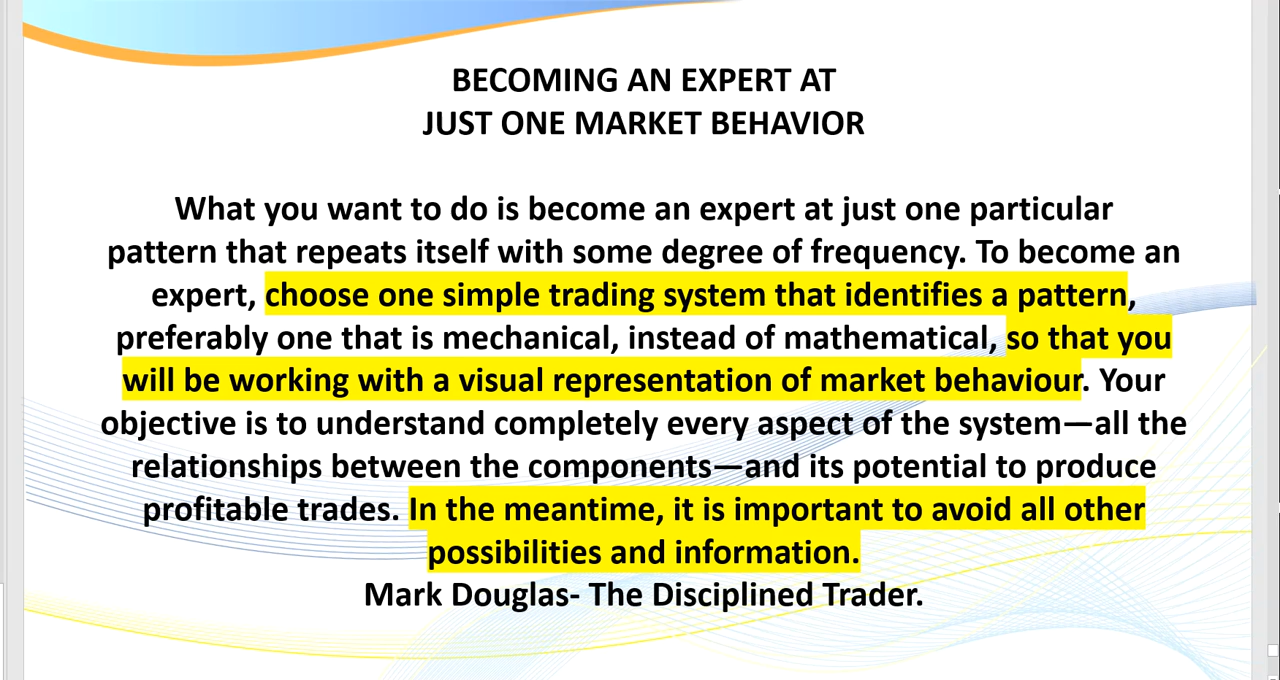 BECOMING AN EXPERT AT
JUST ONE MARKET BEHAVIOR
What you want to do is become an expert at just one particular
pattern that repeats itself with some degree of frequency. To become an
expert, choose one simple trading system that identifies a pattern,
preferably one that is mechanical, instead of mathematical, so that you
will be working with a visual representation of market behaviour. Your
objective is to understand completely every aspect of the system—all the
relationships between the components—and its potential to produce
profitable trades. In the meantime, it is important to avoid all other
possibilities and information.
Mark Douglas- The Disciplined Trader.